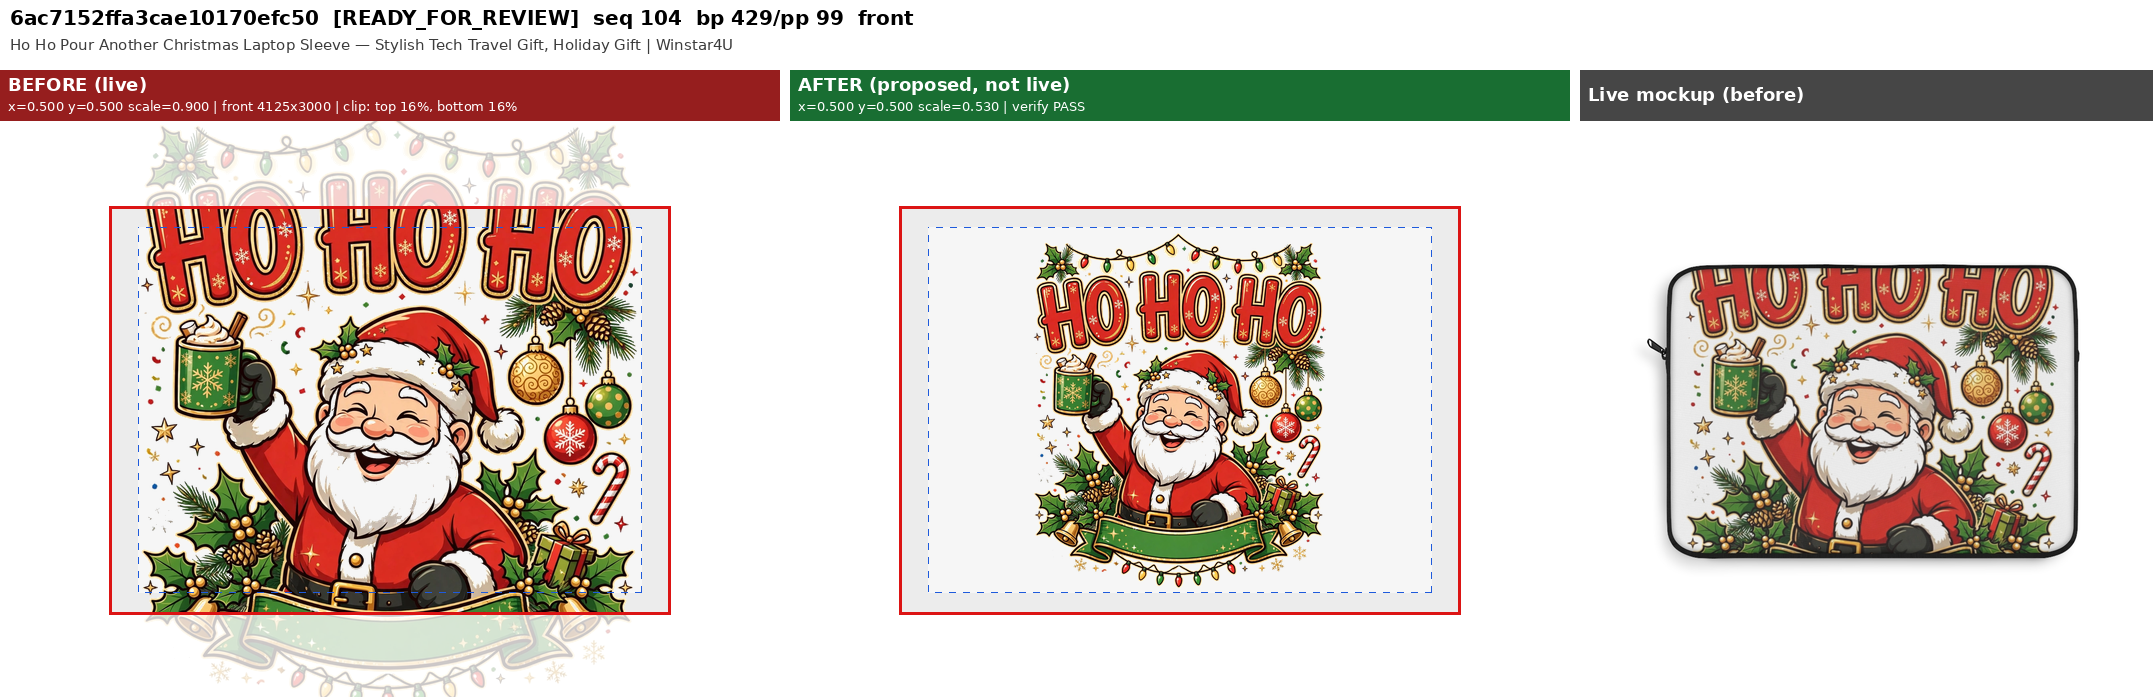 6ac7152ffa3cae10170efc50 [READY_FOR_REVIEW] seq 104 bp 429/pp 99 front
Ho Ho Pour Another Christmas Laptop Sleeve — Stylish Tech Travel Gift, Holiday Gift | Winstar4U
BEFORE (live)
x=0.500 y=0.500 scale=0.900 | front 4125x3000 | clip: top 16%, bottom 16%
AFTER (proposed, not live)
x=0.500 y=0.500 scale=0.530 | verify PASS
Live mockup (before)
HO HO HO
HO HO HO
HO HO HO